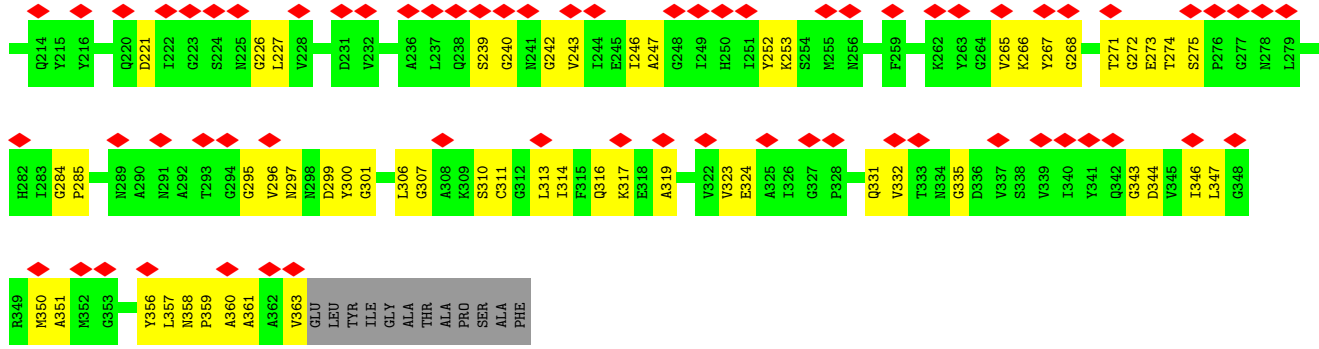 Q214 Y215 Y216 Q220 D221 I222 G223 S224 N225 G226 L227 V228 D231 V232 A236 L237 Q238 S239 G240 N241 G242 V243 I244 E245 I246 A247 G248 I249 H250 I251 Y252 K253 S254 M255 N256 F259 K262 Y263 G264 V265 K266 Y267 G268 T271 G272 E273 T274 S275 P276 G277 N278 L279
H282 I283 G284 P285 N289 A290 N291 A292 T293 G294 G295 V296 N297 N298 D299 Y300 G301 L306 G307 A308 K309 S310 C311 G312 L313 I314 F315 Q316 K317 E318 A319 V322 V323 E324 A325 I326 G327 P328 Q331 V332 T333 N334 G335 D336 V337 S338 V339 I340 Y341 Q342 G343 D344 V345 I346 L347 G348
R349 M350 A351 M352 G353 Y356 L357 N358 P359 A360 A361 A362 V363 GLU LEU TYR ILE GLY ALA THR ALA PRO SER ALA PHE